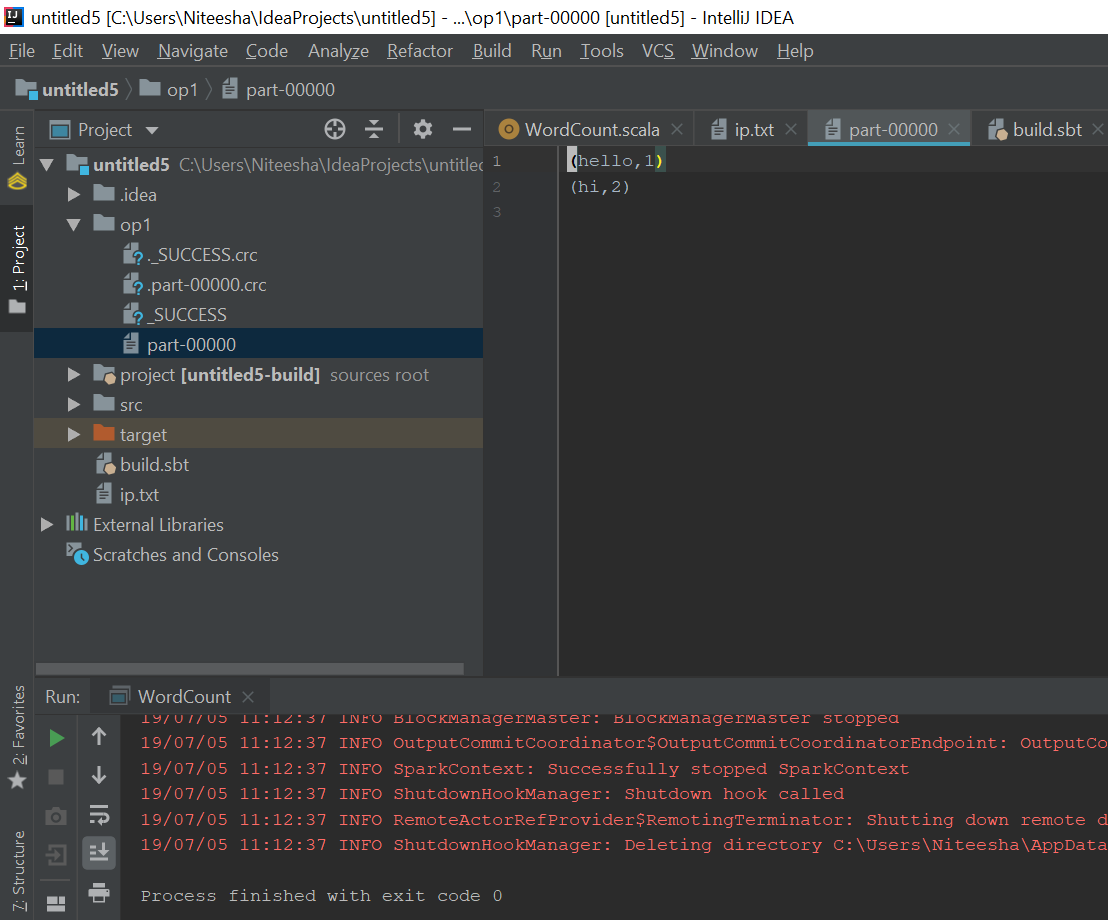 untitled5 [C:\Users\Niteesha\IdeaProjects\untitled5] - ...\op1\part-00000 [untitled5] - IntelliJ IDEA
File Edit View Navigate Code Analyze Refactor Build Run Tools VCS Window Help
untitled5 op1 part-00000
Learn
1: Project
2: Favorites
7: Structure
Project
untitled5 C:\Users\Niteesha\IdeaProjects\untitled
.idea
op1
._SUCCESS.crc
.part-00000.crc
_SUCCESS
part-00000
project [untitled5-build] sources root
src
target
build.sbt
ip.txt
External Libraries
Scratches and Consoles
WordCount.scala ip.txt part-00000 build.sbt
1 (hello,1)
2 (hi,2)
3
Run: WordCount
19/07/05 11:12:37 INFO BlockManagerMaster: BlockManagerMaster stopped
19/07/05 11:12:37 INFO OutputCommitCoordinator$OutputCommitCoordinatorEndpoint: OutputCo
19/07/05 11:12:37 INFO SparkContext: Successfully stopped SparkContext
19/07/05 11:12:37 INFO ShutdownHookManager: Shutdown hook called
19/07/05 11:12:37 INFO RemoteActorRefProvider$RemotingTerminator: Shutting down remote d
19/07/05 11:12:37 INFO ShutdownHookManager: Deleting directory C:\Users\Niteesha\AppData
Process finished with exit code 0